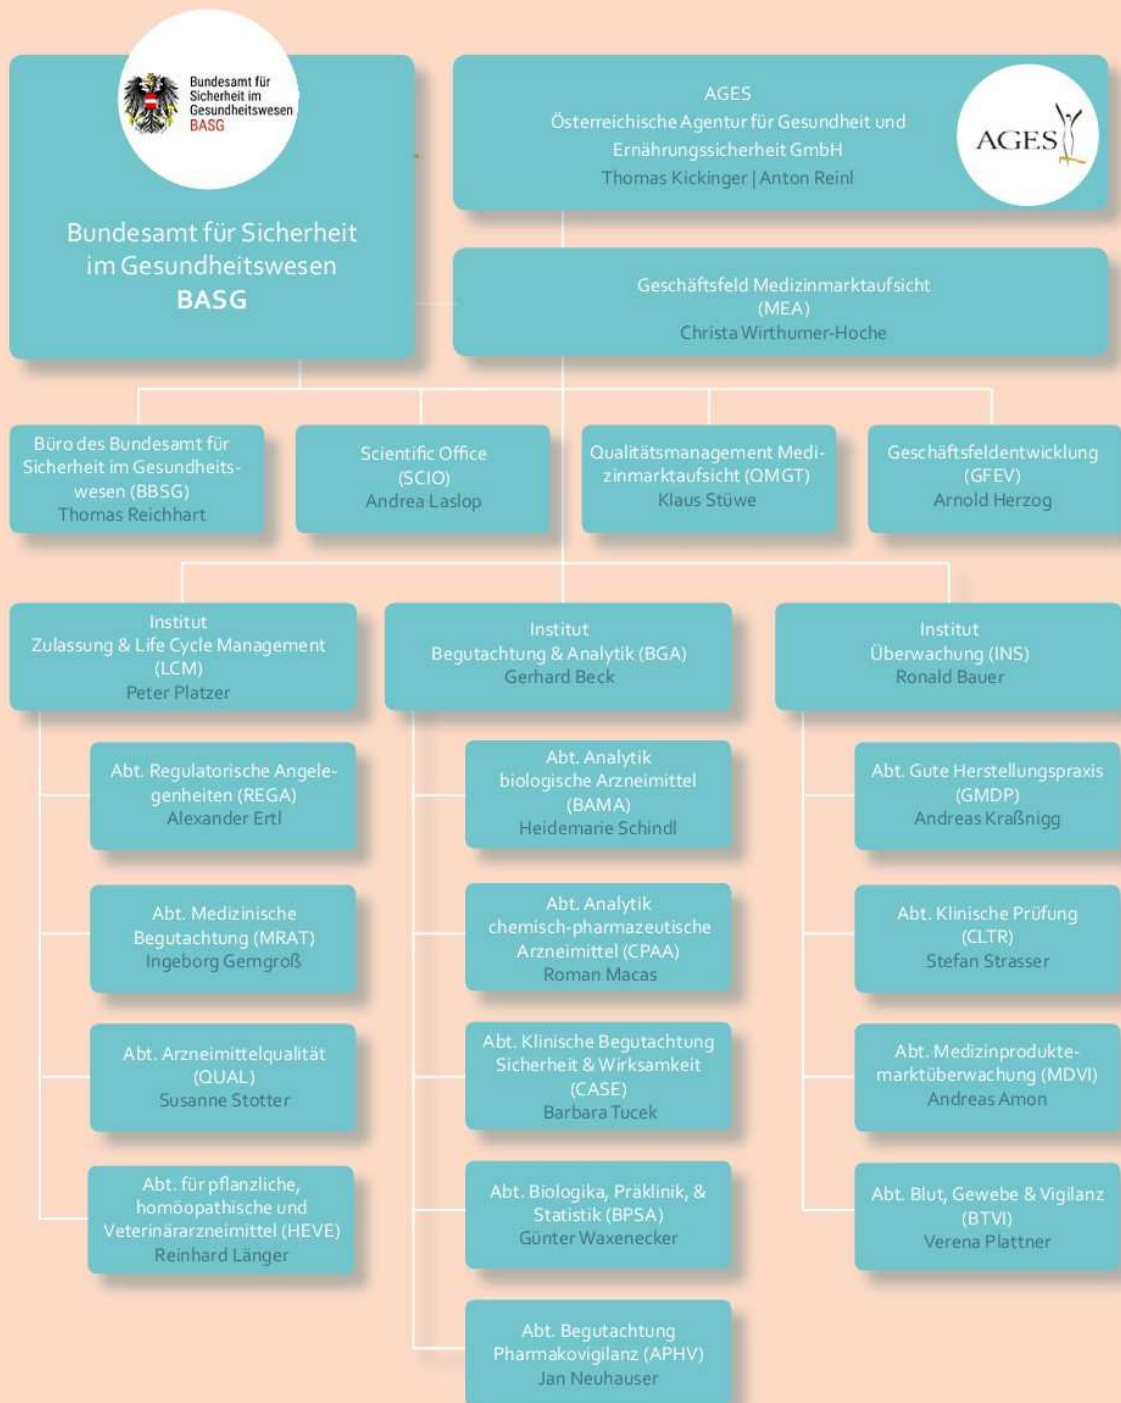 Bundesamt für
Sicherheit im
Gesundheitswesen
BASG
Bundesamt für Sicherheit
im Gesundheitswesen
BASG
AGES
Österreichische Agentur für Gesundheit und
Ernährungssicherheit GmbH
Thomas Kickinger | Anton Reinl
AGES
Geschäftsfeld Medizinmarktaufsicht
(MEA)
Christa Wirthumer-Hoche
Büro des Bundesamt für
Sicherheit im Gesundheits-
wesen (BBSG)
Thomas Reichhart
Scientific Office
(SCIO)
Andrea Laslop
Qualitätsmanagement Medi-
zinmarktaufsicht (QMGT)
Klaus Stüwe
Geschäftsfeldentwicklung
(GFEV)
Arnold Herzog
Institut
Zulassung & Life Cycle Management
(LCM)
Peter Platzer
Abt. Regulatorische Angele-
genheiten (REGA)
Alexander Ertl
Abt. Medizinische
Begutachtung (MRAT)
Ingeborg Gerngroß
Abt. Arzneimittelqualität
(QUAL)
Susanne Stotter
Abt. für pflanzliche,
homöopathische und
Veterinärarzneimittel (HEVE)
Reinhard Länger
Institut
Begutachtung & Analytik (BGA)
Gerhard Beck
Abt. Analytik
biologische Arzneimittel
(BAMA)
Heidemarie Schindl
Abt. Analytik
chemisch-pharmazeutische
Arzneimittel (CPAA)
Roman Macas
Abt. Klinische Begutachtung
Sicherheit & Wirksamkeit
(CASE)
Barbara Tucek
Abt. Biologika, Präklinik, &
Statistik (BPSA)
Günter Waxenecker
Abt. Begutachtung
Pharmakovigilanz (APHV)
Jan Neuhauser
Institut
Überwachung (INS)
Ronald Bauer
Abt. Gute Herstellungspraxis
(GMDP)
Andreas Kraßnigg
Abt. Klinische Prüfung
(CLTR)
Stefan Strasser
Abt. Medizinprodukte-
marktüberwachung (MDVI)
Andreas Amon
Abt. Blut, Gewebe & Vigilanz
(BTVI)
Verena Plattner